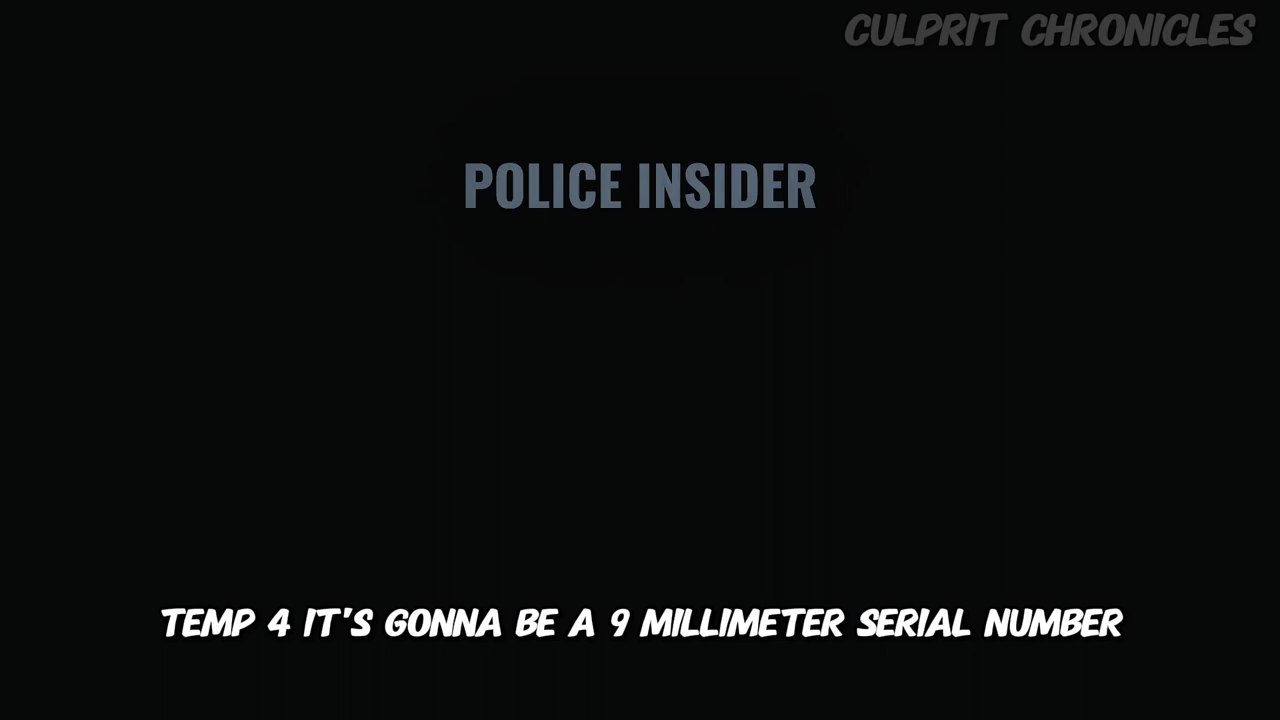 CULPRIT CHRONICLES
POLICE INSIDER
TEMP 4 IT'S GONNA BE A 9 MILLIMETER SERIAL NUMBER